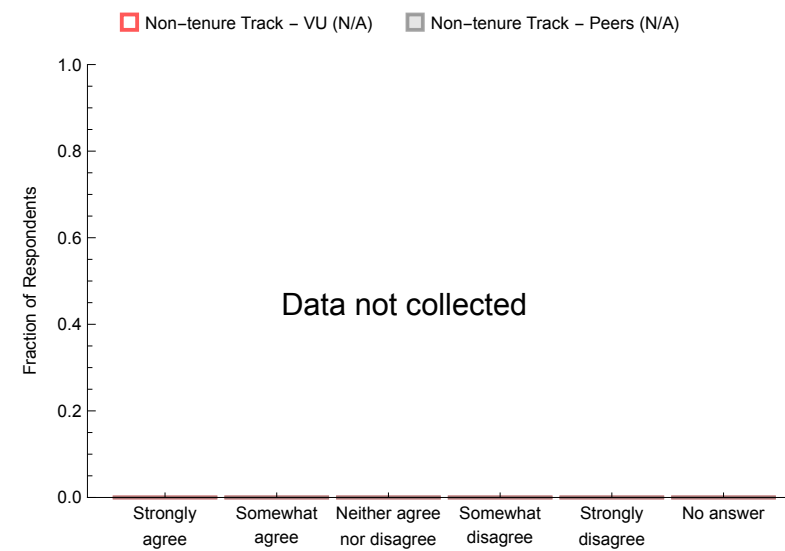 Non−tenure Track − VU (N/A) Non−tenure Track − Peers (N/A)
1.0
0.8
0.6
0.4
0.2
0.0
Fraction of Respondents
Data not collected
Strongly agree
Somewhat agree
Neither agree nor disagree
Somewhat disagree
Strongly disagree
No answer